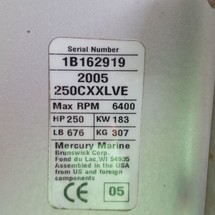 Serial Number
1B162919
2005
250CXXLVE
Max RPM 6400
HP 250 KW 183
LB 676 KG 307
Mercury Marine
Brunswick Corp.
Fond du Lac, WI 54935
Assembled in the
USA from US
and foreign
components
CE 05